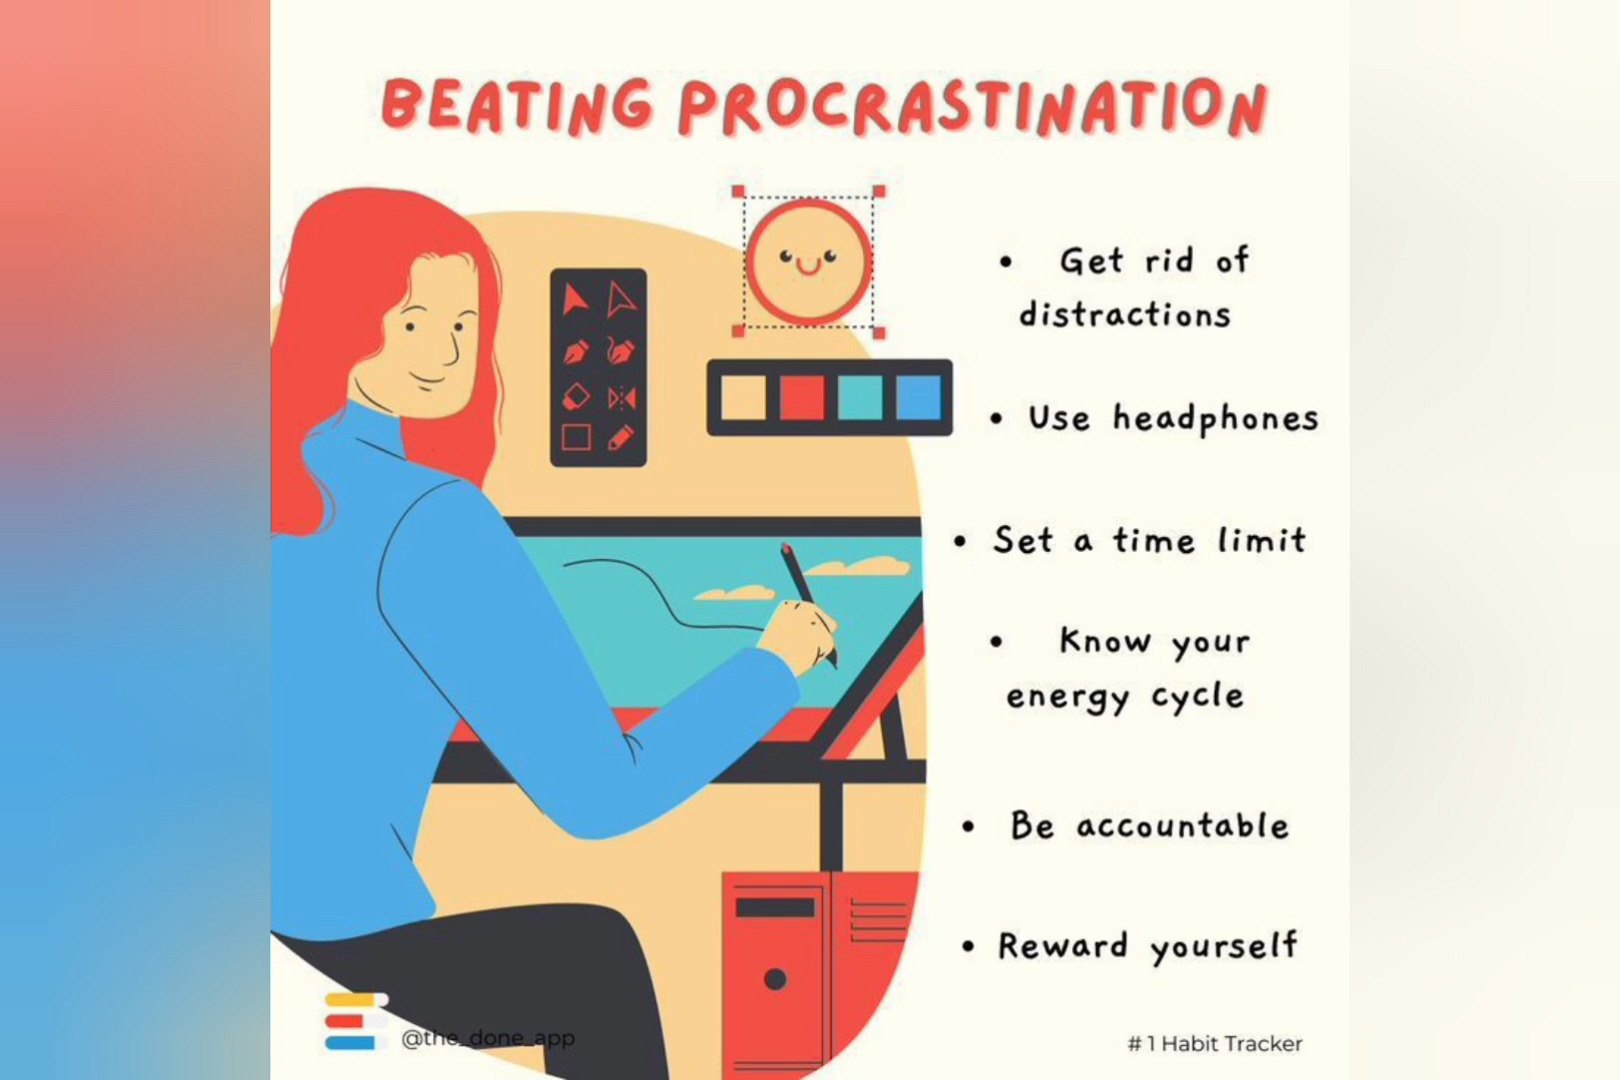 BEATING PROCRASTINATION
• Get rid of
distractions
• Use headphones
• Set a time limit
• Know your
energy cycle
• Be accountable
• Reward yourself
@the_done_app
# 1 Habit Tracker